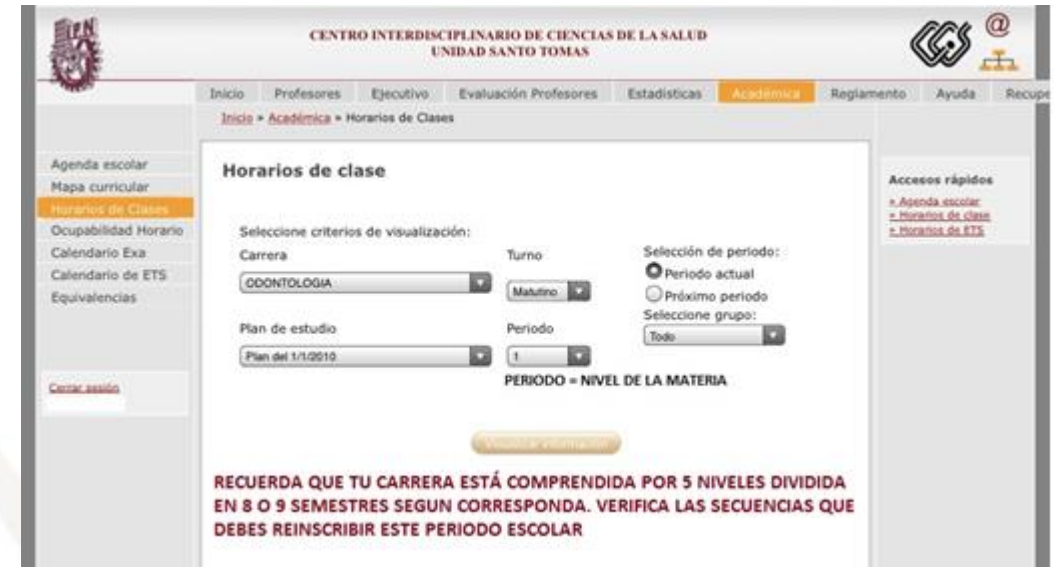 IPN
CENTRO INTERDISCIPLINARIO DE CIENCIAS DE LA SALUD
UNIDAD SANTO TOMAS
@
Inicio Profesores Ejecutivo Evaluación Profesores Estadísticas Académica Reglamento Ayuda Recupe
Inicio » Académica » Horarios de Clases
Agenda escolar
Mapa curricular
Horarios de Clases
Ocupabilidad Horario
Calendario Exa
Calendario de ETS
Equivalencias
Cerrar sesión
Horarios de clase
Seleccione criterios de visualización:
Carrera
ODONTOLOGIA
Turno
Matutino
Selección de periodo:
Periodo actual
Próximo periodo
Seleccione grupo:
Todo
Plan de estudio
Plan del 1/1/2010
Periodo
1
PERIODO = NIVEL DE LA MATERIA
Visualizar información
RECUERDA QUE TU CARRERA ESTÁ COMPRENDIDA POR 5 NIVELES DIVIDIDA
EN 8 O 9 SEMESTRES SEGUN CORRESPONDA. VERIFICA LAS SECUENCIAS QUE
DEBES REINSCRIBIR ESTE PERIODO ESCOLAR
Accesos rápidos
» Agenda escolar
» Horarios de clase
» Horarios de ETS